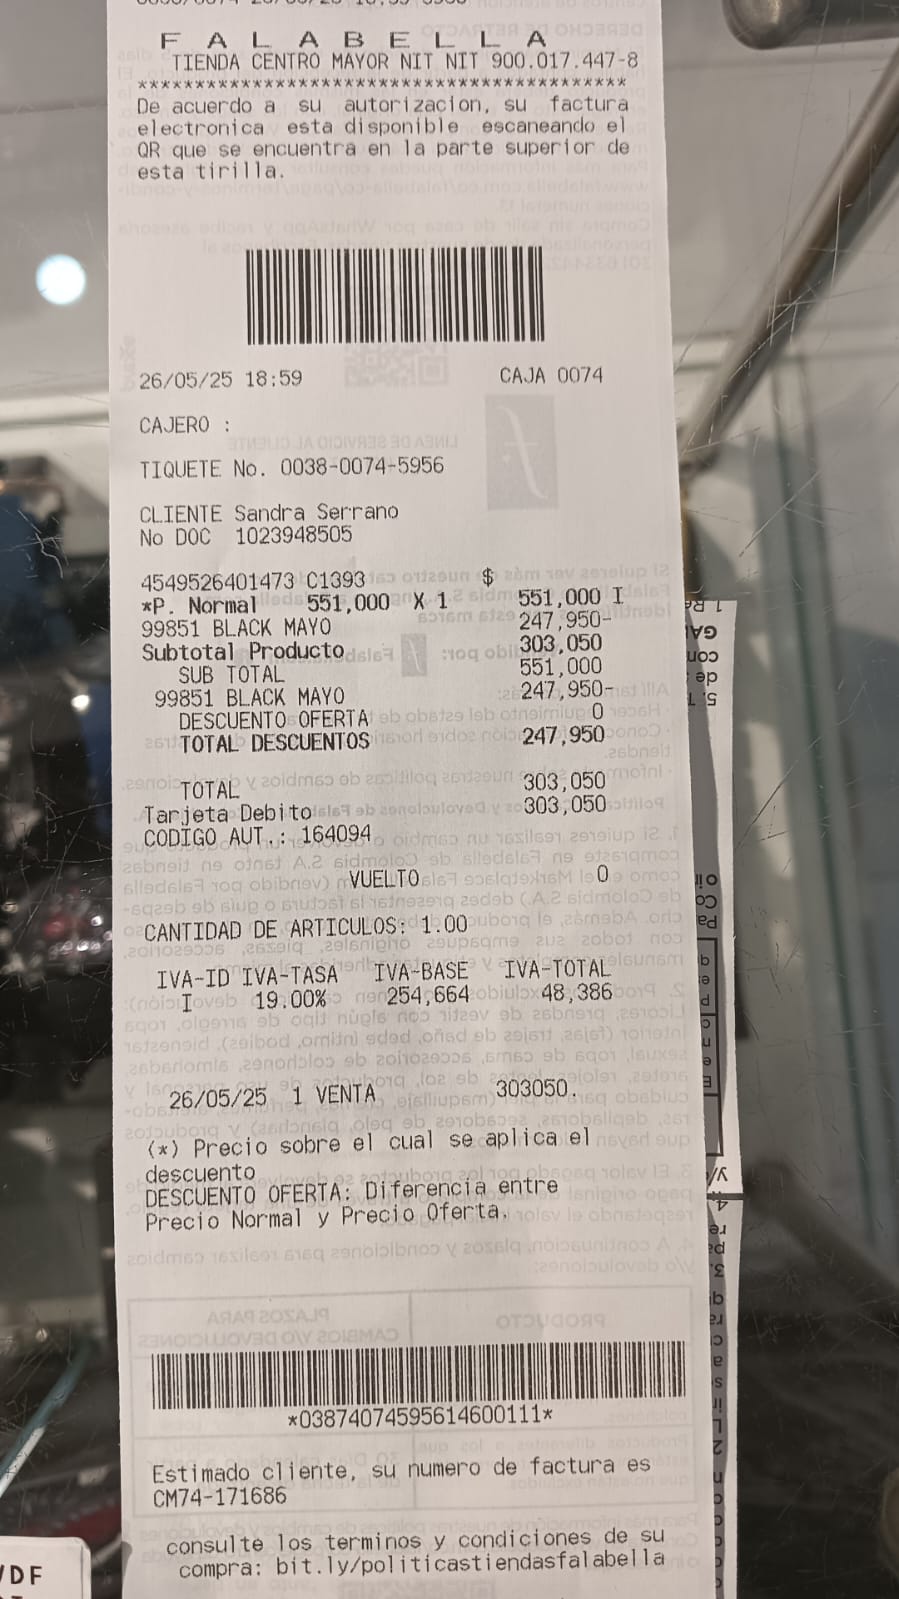 F A L A B E L L A
TIENDA CENTRO MAYOR NIT NIT 900.017.447-8
******************************************
De acuerdo a su autorizacion, su factura
electronica esta disponible escaneando el
QR que se encuentra en la parte superior de
esta tirilla.
26/05/25 18:59 CAJA 0074
CAJERO :
TIQUETE No. 0038-0074-5956
CLIENTE Sandra Serrano
No DOC 1023948505
4549526401473 C1393 $
*P. Normal 551,000 X 1 551,000 I
99851 BLACK MAYO 247,950-
Subtotal Producto 303,050
SUB TOTAL 551,000
99851 BLACK MAYO 247,950-
DESCUENTO OFERTA 0
TOTAL DESCUENTOS 247,950
TOTAL 303,050
Tarjeta Debito 303,050
CODIGO AUT.: 164094
VUELTO 0
CANTIDAD DE ARTICULOS: 1.00
IVA-ID IVA-TASA IVA-BASE IVA-TOTAL
I 19.00% 254,664 48,386
26/05/25 1 VENTA 303050.
(*) Precio sobre el cual se aplica el
descuento
DESCUENTO OFERTA: Diferencia entre
Precio Normal y Precio Oferta.
*03874074595614600111*
Estimado cliente, su numero de factura es
CM74-171686
consulte los terminos y condiciones de su
compra: bit.ly/politicastiendasfalabella
/DF